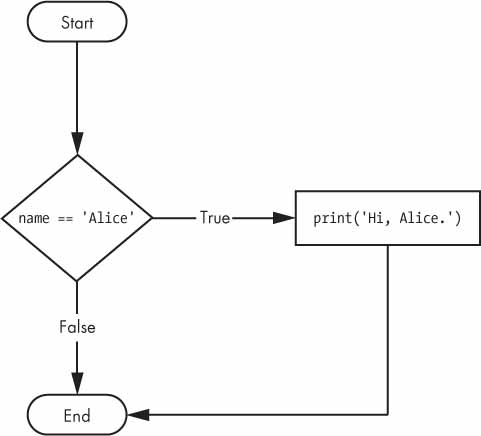 Start
name == 'Alice'
True
print('Hi, Alice.')
False
End